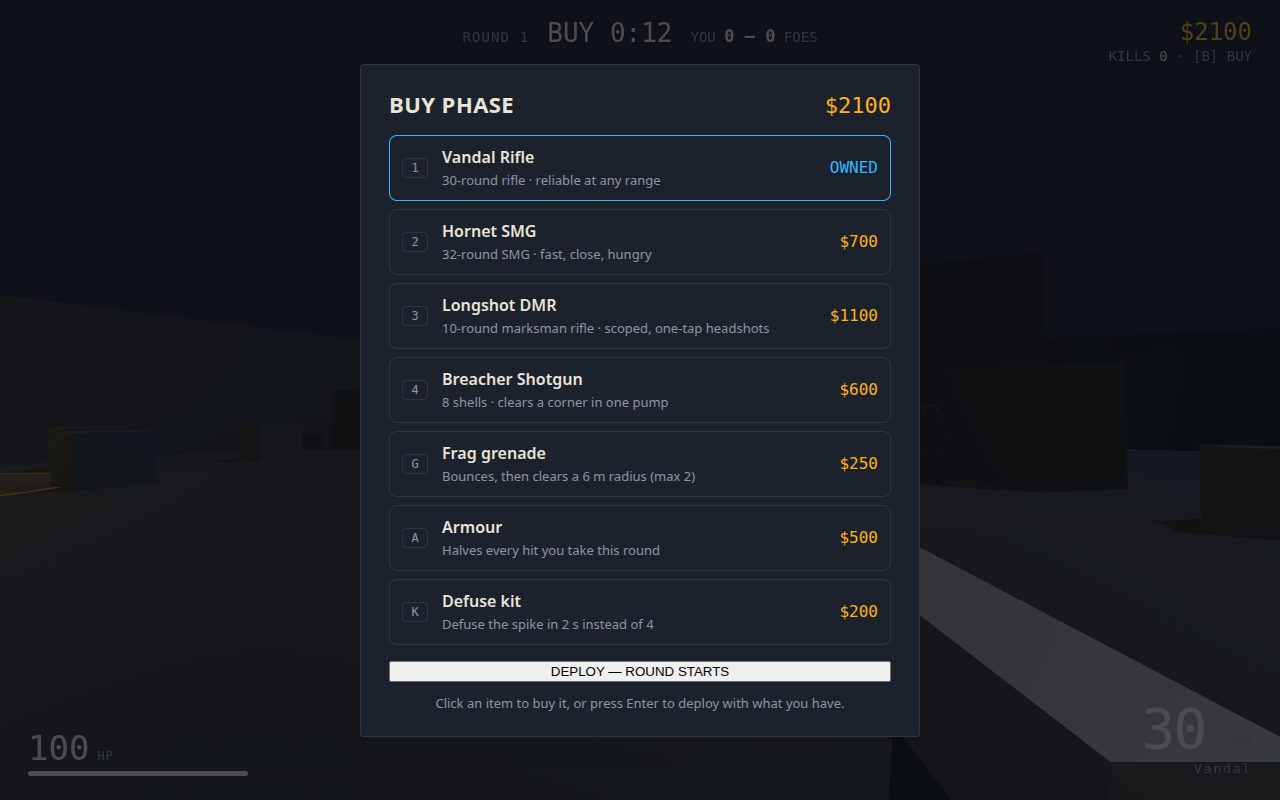 ROUND 1 BUY 0:12 YOU 0 — 0 FOES
$2100
KILLS 0 · [B] BUY
BUY PHASE $2100
1 Vandal Rifle OWNED
30-round rifle · reliable at any range
2 Hornet SMG $700
32-round SMG · fast, close, hungry
3 Longshot DMR $1100
10-round marksman rifle · scoped, one-tap headshots
4 Breacher Shotgun $600
8 shells · clears a corner in one pump
G Frag grenade $250
Bounces, then clears a 6 m radius (max 2)
A Armour $500
Halves every hit you take this round
K Defuse kit $200
Defuse the spike in 2 s instead of 4
DEPLOY — ROUND STARTS
Click an item to buy it, or press Enter to deploy with what you have.
100 HP
30 / 90
Vandal